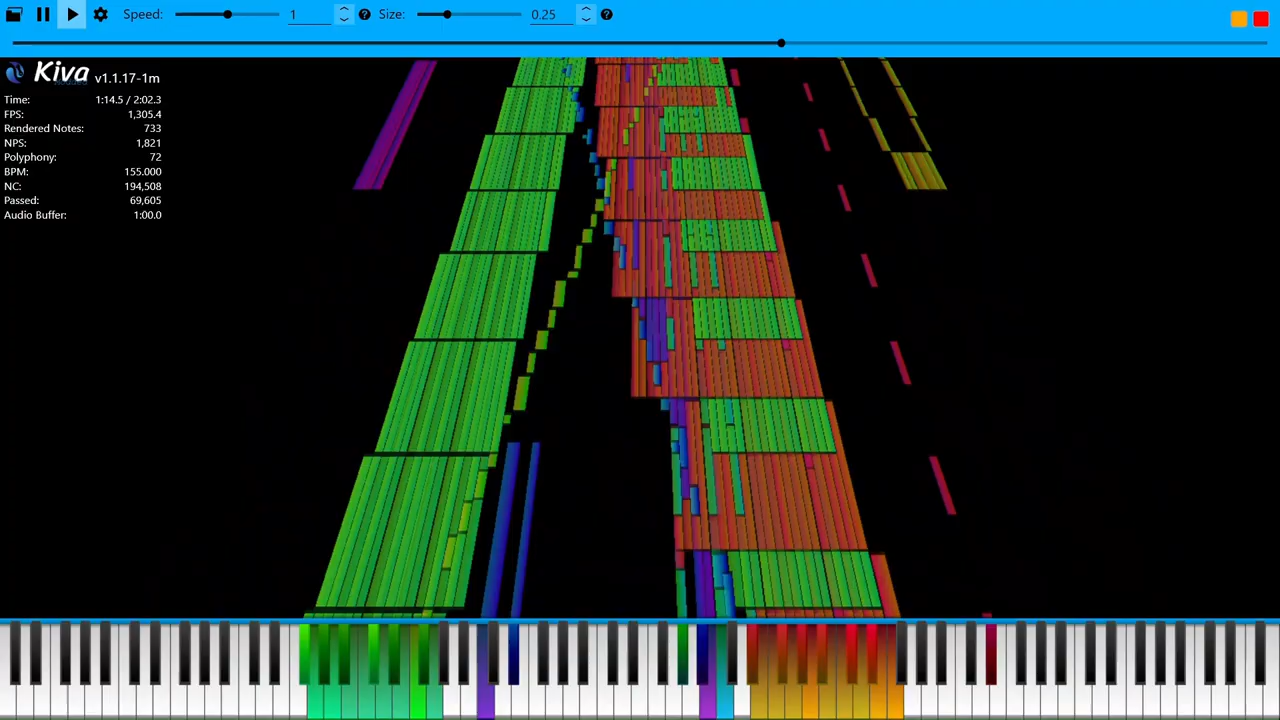 Speed: 1 Size: 0.25
Kiva v1.1.17-1m
Time: 1:14.5 / 2:02.3
FPS: 1,305.4
Rendered Notes: 733
NPS: 1,821
Polyphony: 72
BPM: 155.000
NC: 194,508
Passed: 69,605
Audio Buffer: 1:00.0